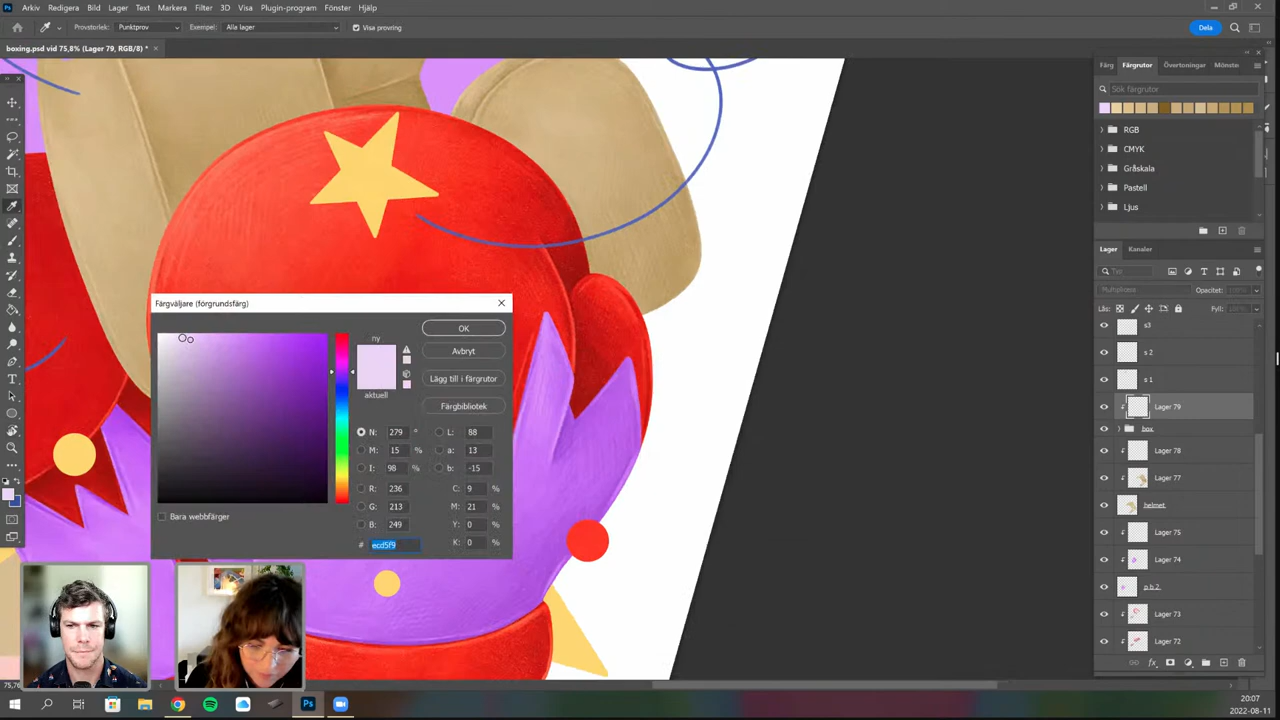 Arkiv Redigera Bild Lager Text Markera Filter 3D Visa Plugin-program Fönster Hjälp
Provstorlek: Punktprov Exempel: Alla lager Visa provring Dela
boxing.psd vid 75,8% (Lager 79, RGB/8) *
Färg Färgrutor Övertoningar Mönste
Sök färgrutor
RGB
CMYK
Gråskala
Pastell
Ljus
Lager Kanaler
Multiplicera Opacitet:
Lås: Fyll:
s3
s 2
s 1
Lager 79
box
Lager 78
Lager 77
helmet
Lager 75
Lager 74
p b 2
Lager 73
Lager 72
Färgväljare (förgrundsfärg)
ny
aktuell
OK
Avbryt
Lägg till i färgrutor
Färgbibliotek
N: 279 ° L: 88
M: 15 % a: 13
I: 98 % b: -15
R: 236 C: 9 %
G: 213 M: 21 %
B: 249 Y: 0 %
# ecd5f9 K: 0 %
Bara webbfärger
fx
20:07
2022-08-11